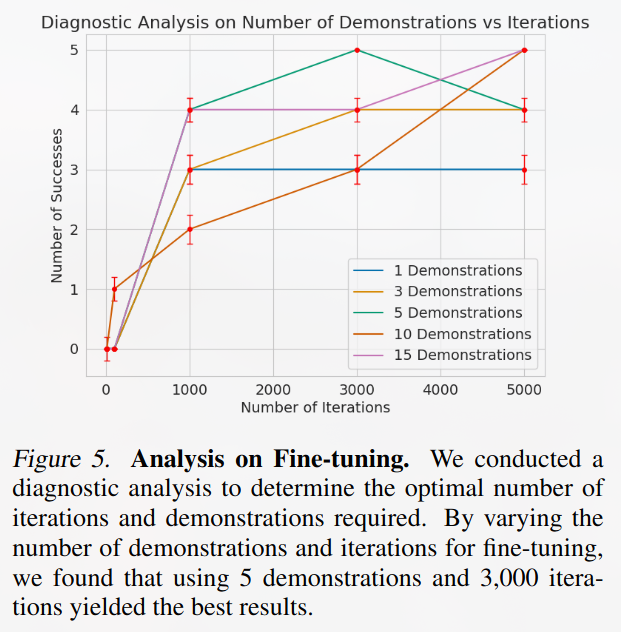 Diagnostic Analysis on Number of Demonstrations vs Iterations
5
4
3
2
1
0
Number of Successes
1 Demonstrations
3 Demonstrations
5 Demonstrations
10 Demonstrations
15 Demonstrations
0 1000 2000 3000 4000 5000
Number of Iterations
Figure 5. Analysis on Fine-tuning. We conducted a
diagnostic analysis to determine the optimal number of
iterations and demonstrations required. By varying the
number of demonstrations and iterations for fine-tuning,
we found that using 5 demonstrations and 3,000 itera-
tions yielded the best results.